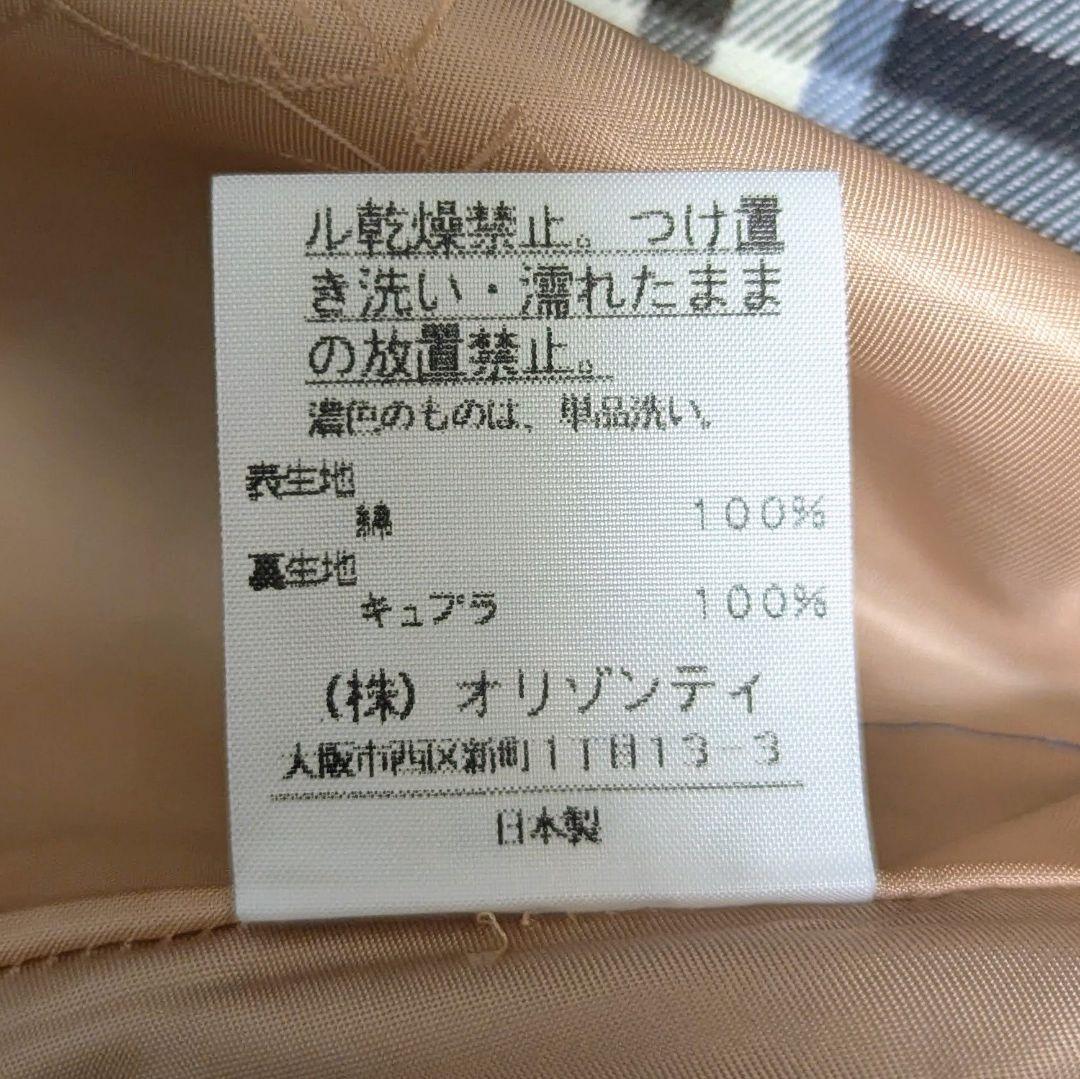 ル乾燥禁止。つけ置
き洗い・濡れたまま
の放置禁止。
濃色のものは、単品洗い。
表生地
綿 100%
裏生地
キュプラ 100%
(株) オリゾンティ
大阪市西区新町1丁目13-3
日本製